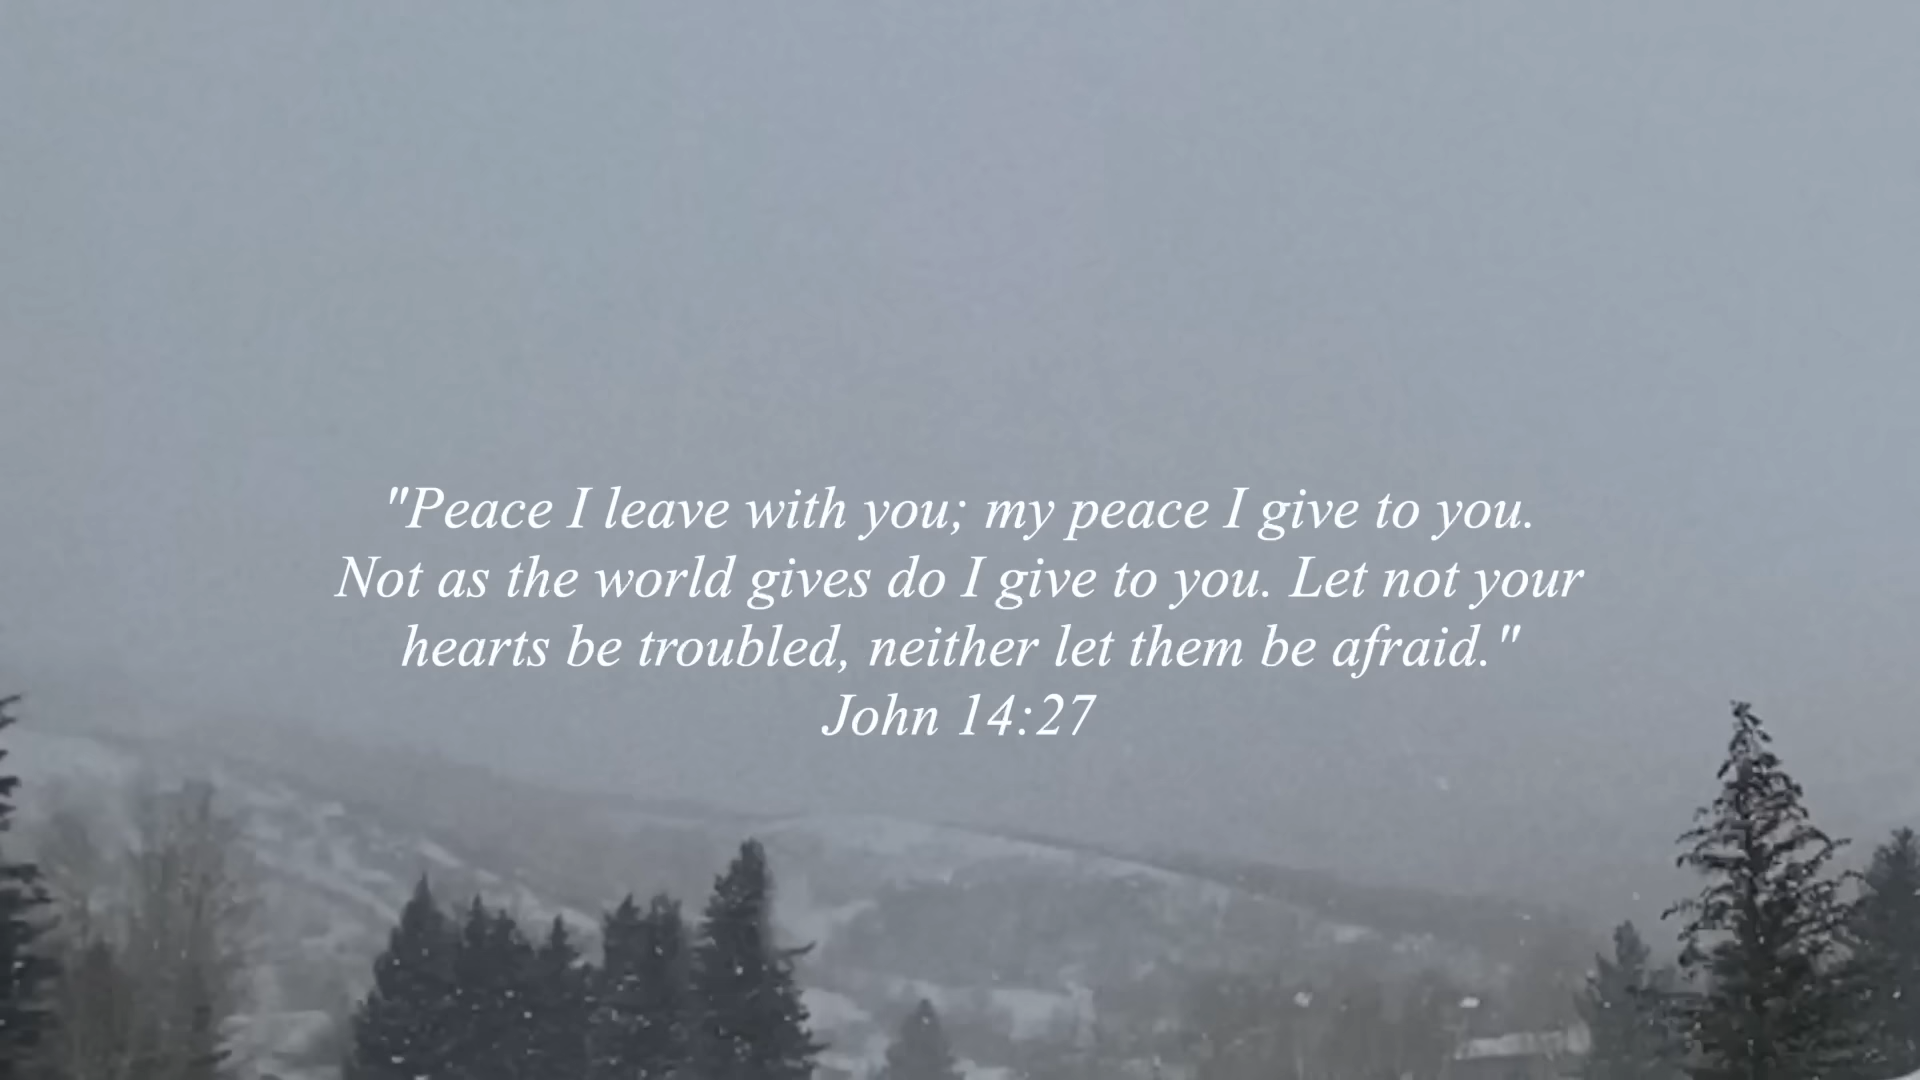 "Peace I leave with you; my peace I give to you.
Not as the world gives do I give to you. Let not your
hearts be troubled, neither let them be afraid."
John 14:27